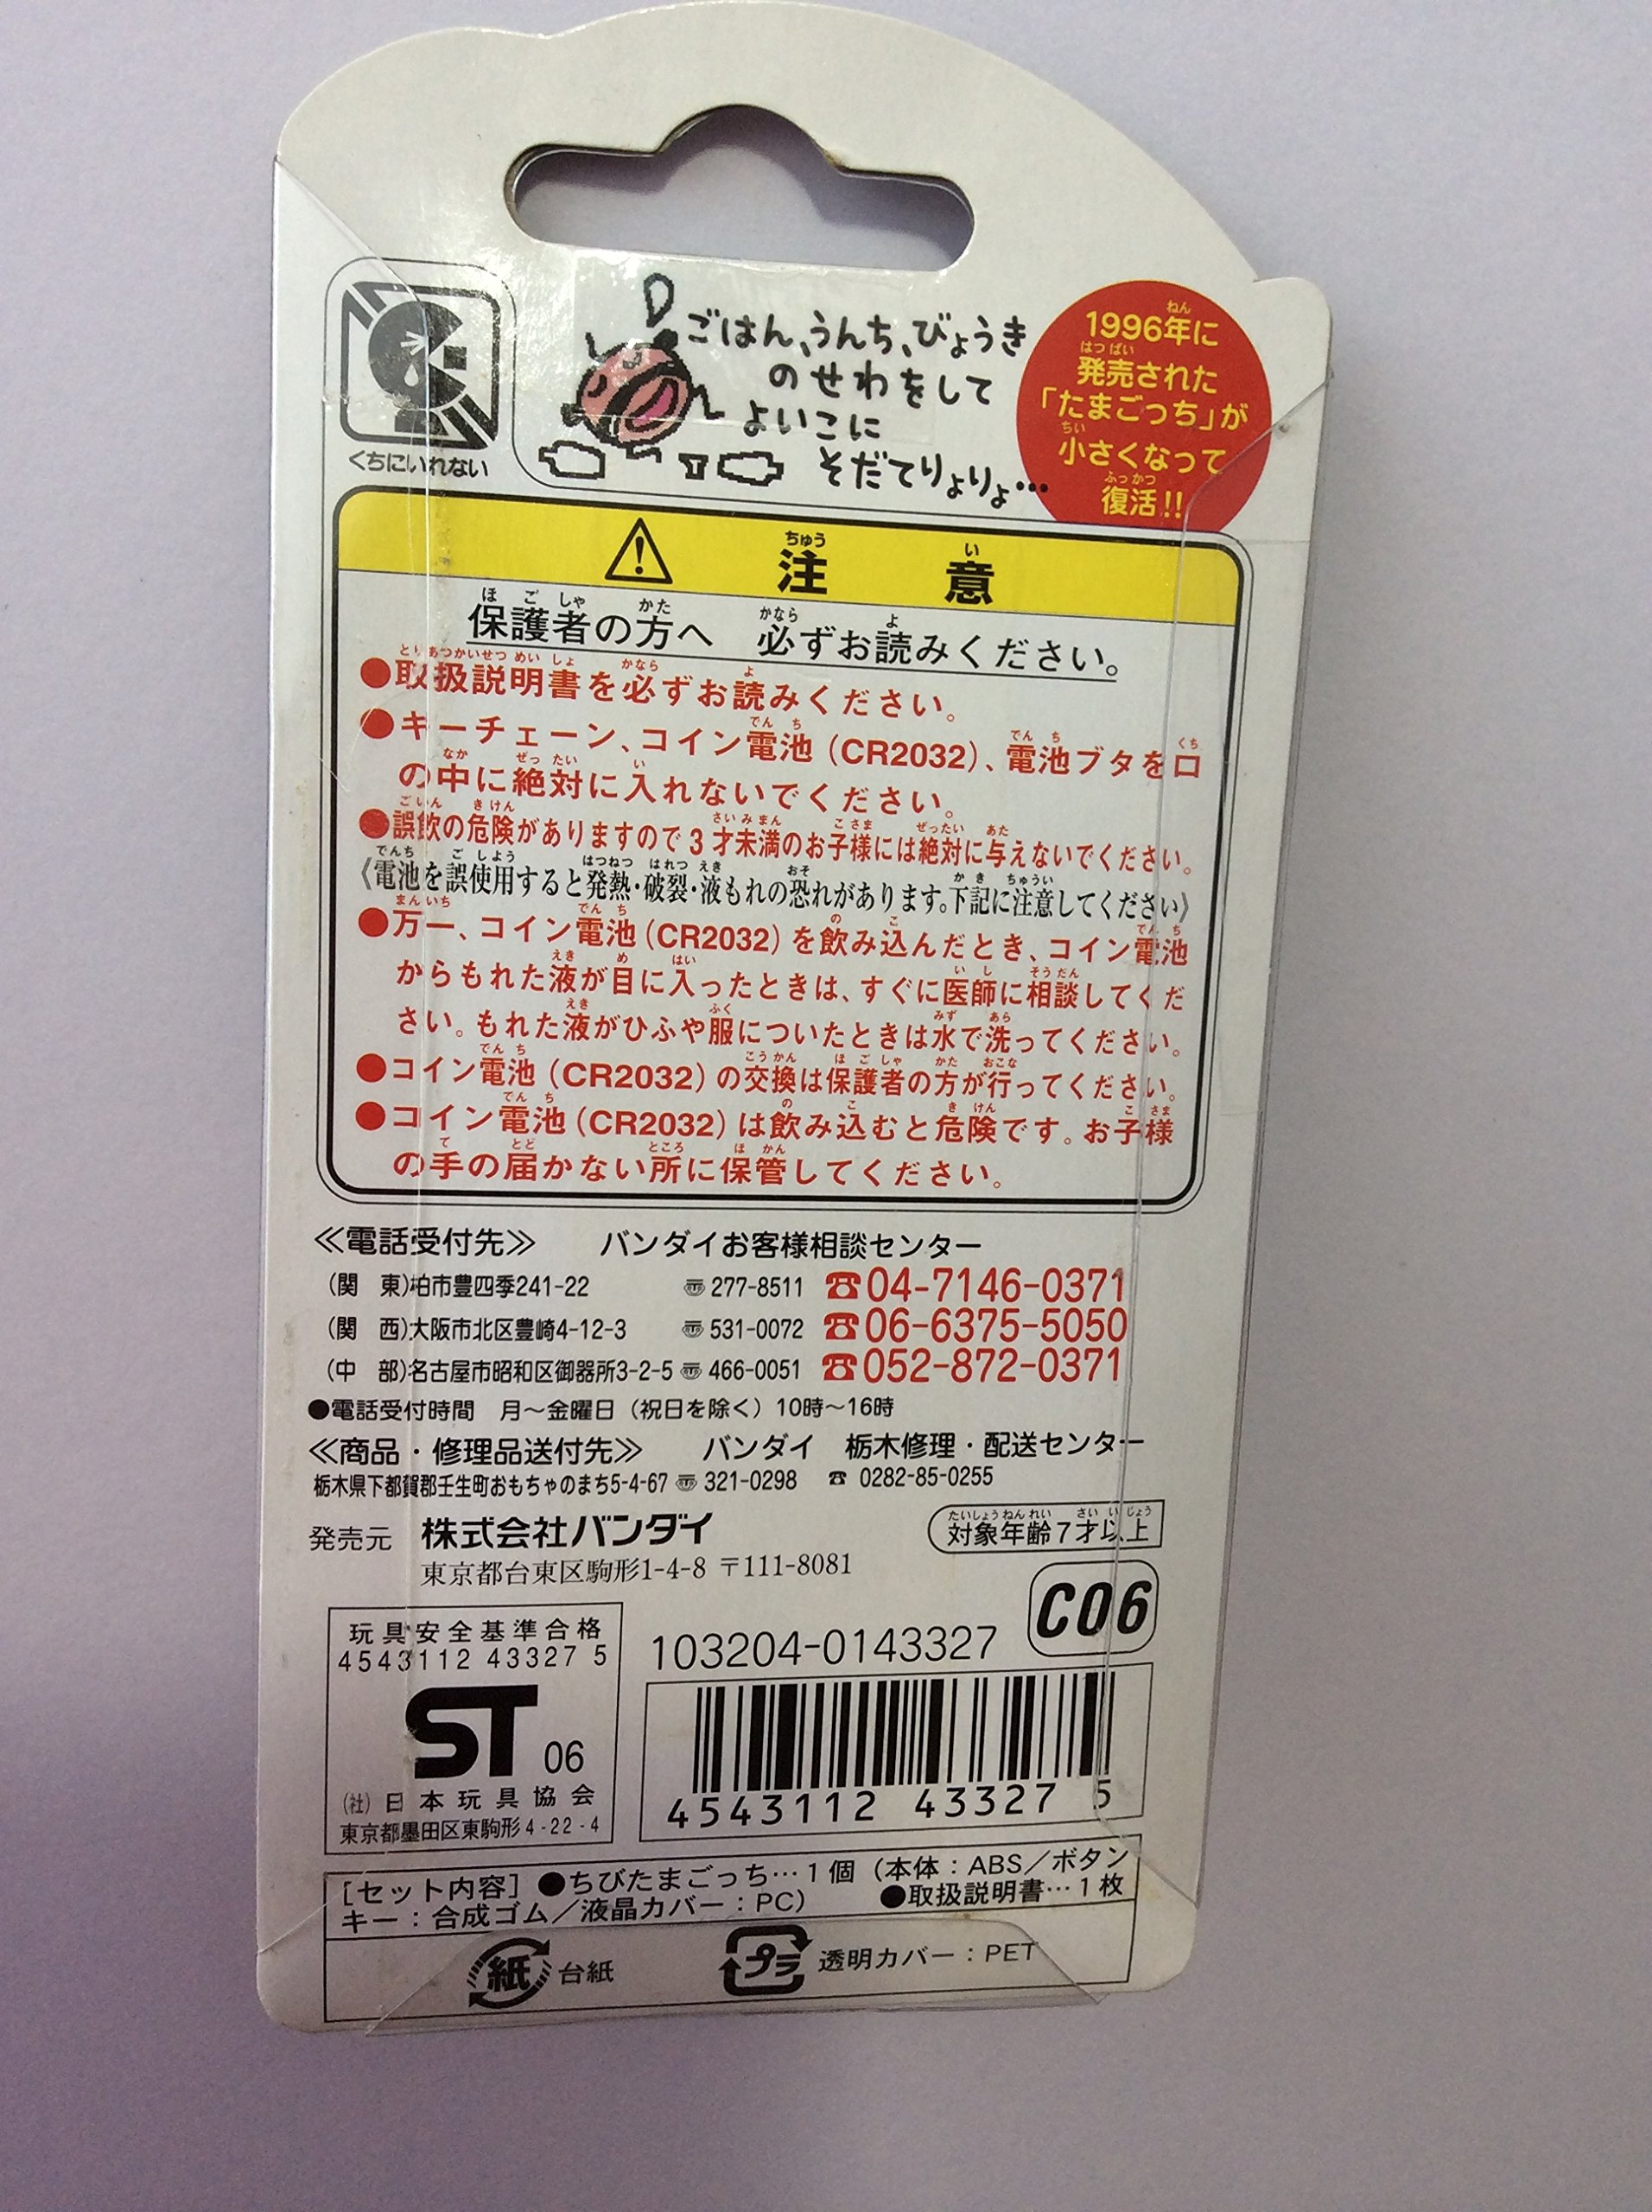 くちにいれない
ごはん、うんち、びょうき
のせわをして
よいこに
そだてりょりょ…
1996年に
発売された
「たまごっち」が
小さくなって
復活!!
注意
保護者の方へ 必ずお読みください。
●取扱説明書を必ずお読みください。
●キーチェーン、コイン電池(CR2032)、電池ブタを口
の中に絶対に入れないでください。
●誤飲の危険がありますので3才未満のお子様には絶対に与えないでください。
《電池を誤使用すると発熱・破裂・液もれの恐れがあります。下記に注意してください》
●万一、コイン電池(CR2032)を飲み込んだとき、コイン電池
からもれた液が目に入ったときは、すぐに医師に相談してくだ
さい。もれた液がひふや服についたときは水で洗ってください。
●コイン電池(CR2032)の交換は保護者の方が行ってください。
●コイン電池(CR2032)は飲み込むと危険です。お子様
の手の届かない所に保管してください。
≪電話受付先≫ バンダイお客様相談センター
(関 東)柏市豊四季241-22 〠277-8511 ☎04-7146-0371
(関 西)大阪市北区豊崎4-12-3 〠531-0072 ☎06-6375-5050
(中 部)名古屋市昭和区御器所3-2-5 〠466-0051 ☎052-872-0371
●電話受付時間 月〜金曜日(祝日を除く)10時〜16時
≪商品・修理品送付先≫ バンダイ 栃木修理・配送センター
栃木県下都賀郡壬生町おもちゃのまち5-4-67 〠321-0298 ☎ 0282-85-0255
発売元 株式会社バンダイ
東京都台東区駒形1-4-8 〒111-8081
対象年齢7才以上
C06
玩具安全基準合格
4543112 43327 5
ST 06
(社)日本玩具協会
東京都墨田区東駒形4-22-4
103204-0143327
4543112 43327 5
[セット内容]●ちびたまごっち…1個(本体:ABS/ボタン
キー:合成ゴム/液晶カバー:PC) ●取扱説明書…1枚
紙 台紙
プラ 透明カバー:PET